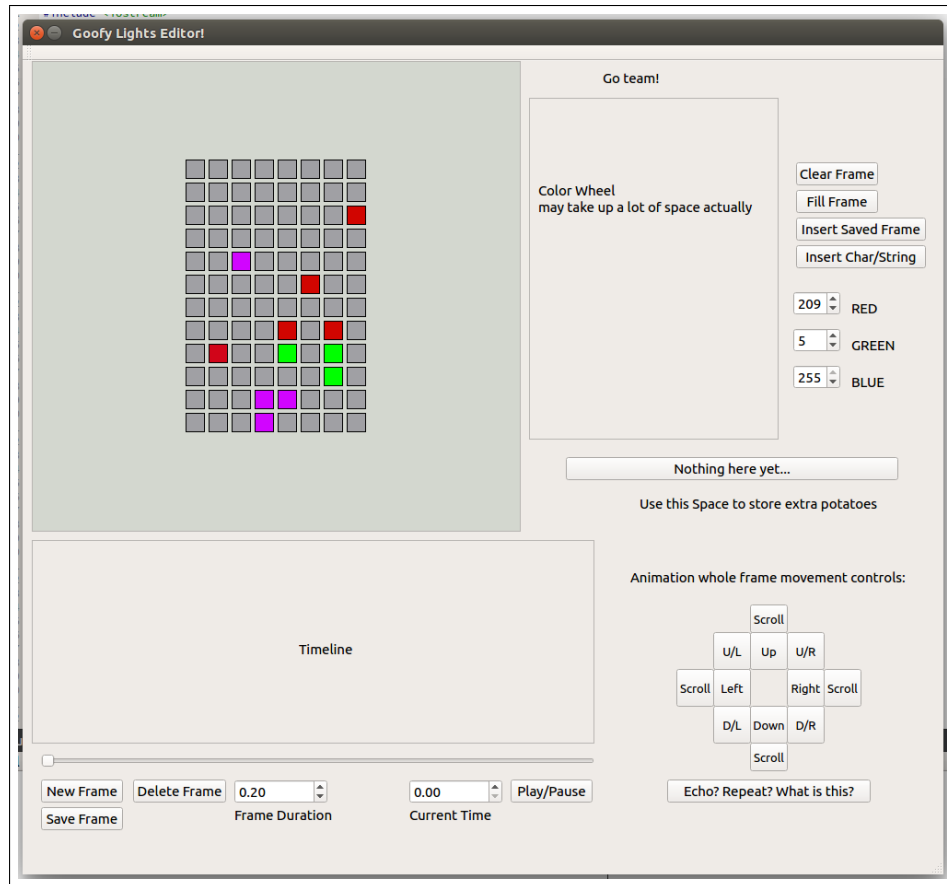 #include <iostream>
Goofy Lights Editor!
Go team!
Color Wheel
may take up a lot of space actually
Clear Frame
Fill Frame
Insert Saved Frame
Insert Char/String
209 RED
5 GREEN
255 BLUE
Nothing here yet...
Use this Space to store extra potatoes
Timeline
Animation whole frame movement controls:
Scroll
U/L Up U/R
Scroll Left Right Scroll
D/L Down D/R
Scroll
New Frame Delete Frame 0.20 0.00 Play/Pause
Save Frame Frame Duration Current Time
Echo? Repeat? What is this?